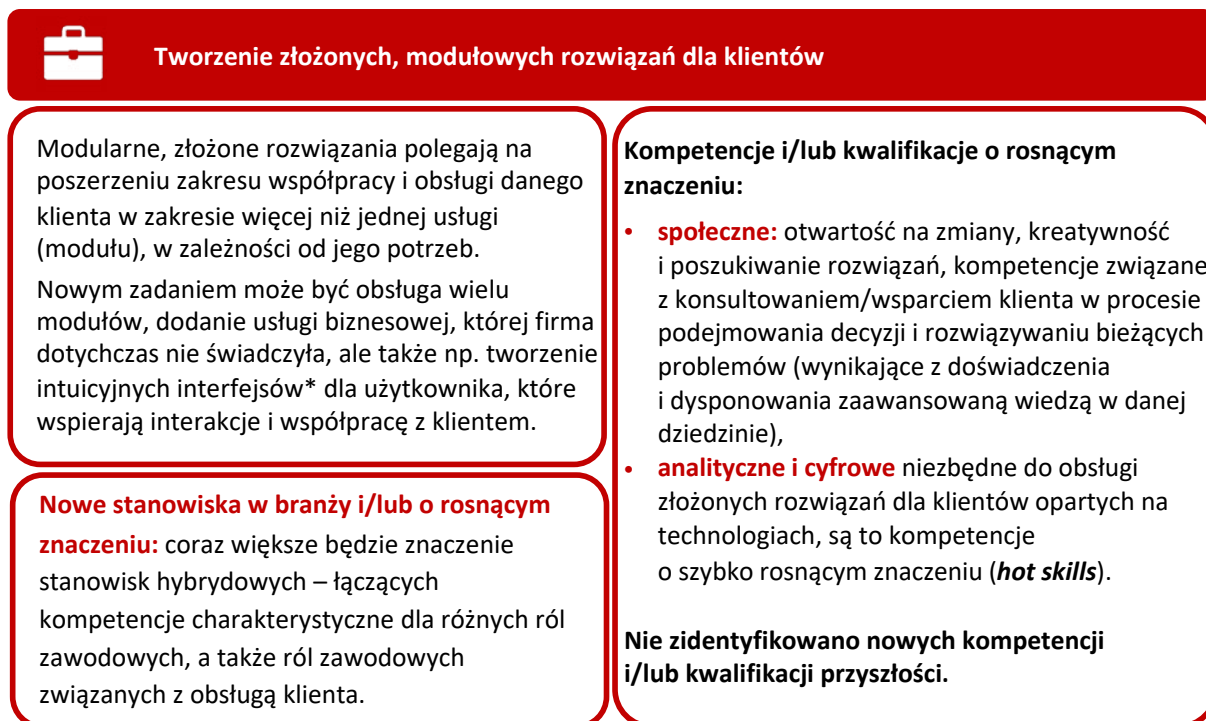 Tworzenie złożonych, modułowych rozwiązań dla klientów
Modularne, złożone rozwiązania polegają na
poszerzeniu zakresu współpracy i obsługi danego
klienta w zakresie więcej niż jednej usługi
(modułu), w zależności od jego potrzeb.
Nowym zadaniem może być obsługa wielu
modułów, dodanie usługi biznesowej, której firma
dotychczas nie świadczyła, ale także np. tworzenie
intuicyjnych interfejsów* dla użytkownika, które
wspierają interakcje i współpracę z klientem.
Nowe stanowiska w branży i/lub o rosnącym
znaczeniu: coraz większe będzie znaczenie
stanowisk hybrydowych – łączących
kompetencje charakterystyczne dla różnych ról
zawodowych, a także ról zawodowych
związanych z obsługą klienta.
Kompetencje i/lub kwalifikacje o rosnącym
znaczeniu:
• społeczne: otwartość na zmiany, kreatywność
i poszukiwanie rozwiązań, kompetencje związane
z konsultowaniem/wsparciem klienta w procesie
podejmowania decyzji i rozwiązywaniu bieżących
problemów (wynikające z doświadczenia
i dysponowania zaawansowaną wiedzą w danej
dziedzinie),
• analityczne i cyfrowe niezbędne do obsługi
złożonych rozwiązań dla klientów opartych na
technologiach, są to kompetencje
o szybko rosnącym znaczeniu (hot skills).
Nie zidentyfikowano nowych kompetencji
i/lub kwalifikacji przyszłości.